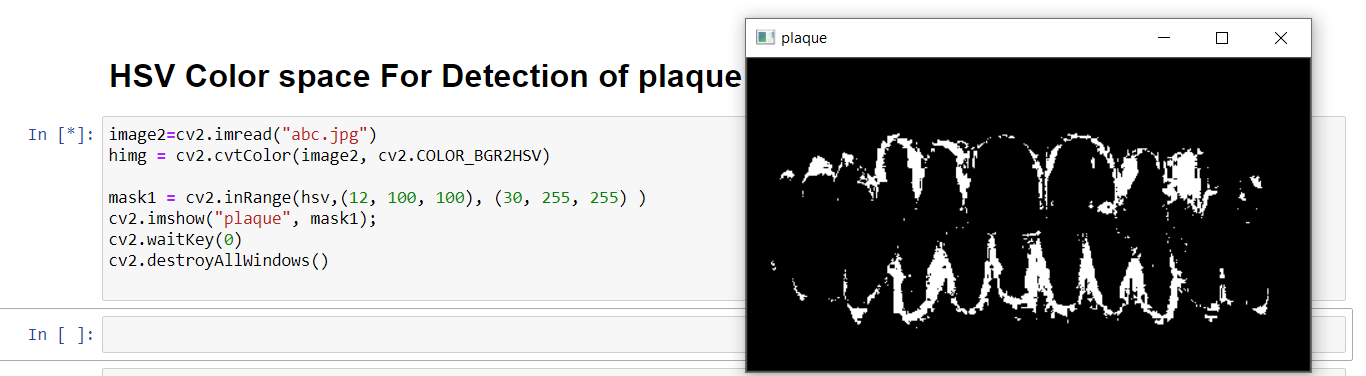 HSV Color space For Detection of plaque
plaque
In [*]:
image2=cv2.imread("abc.jpg")
himg = cv2.cvtColor(image2, cv2.COLOR_BGR2HSV)
mask1 = cv2.inRange(hsv,(12, 100, 100), (30, 255, 255) )
cv2.imshow("plaque", mask1);
cv2.waitKey(0)
cv2.destroyAllWindows()
In [ ]: